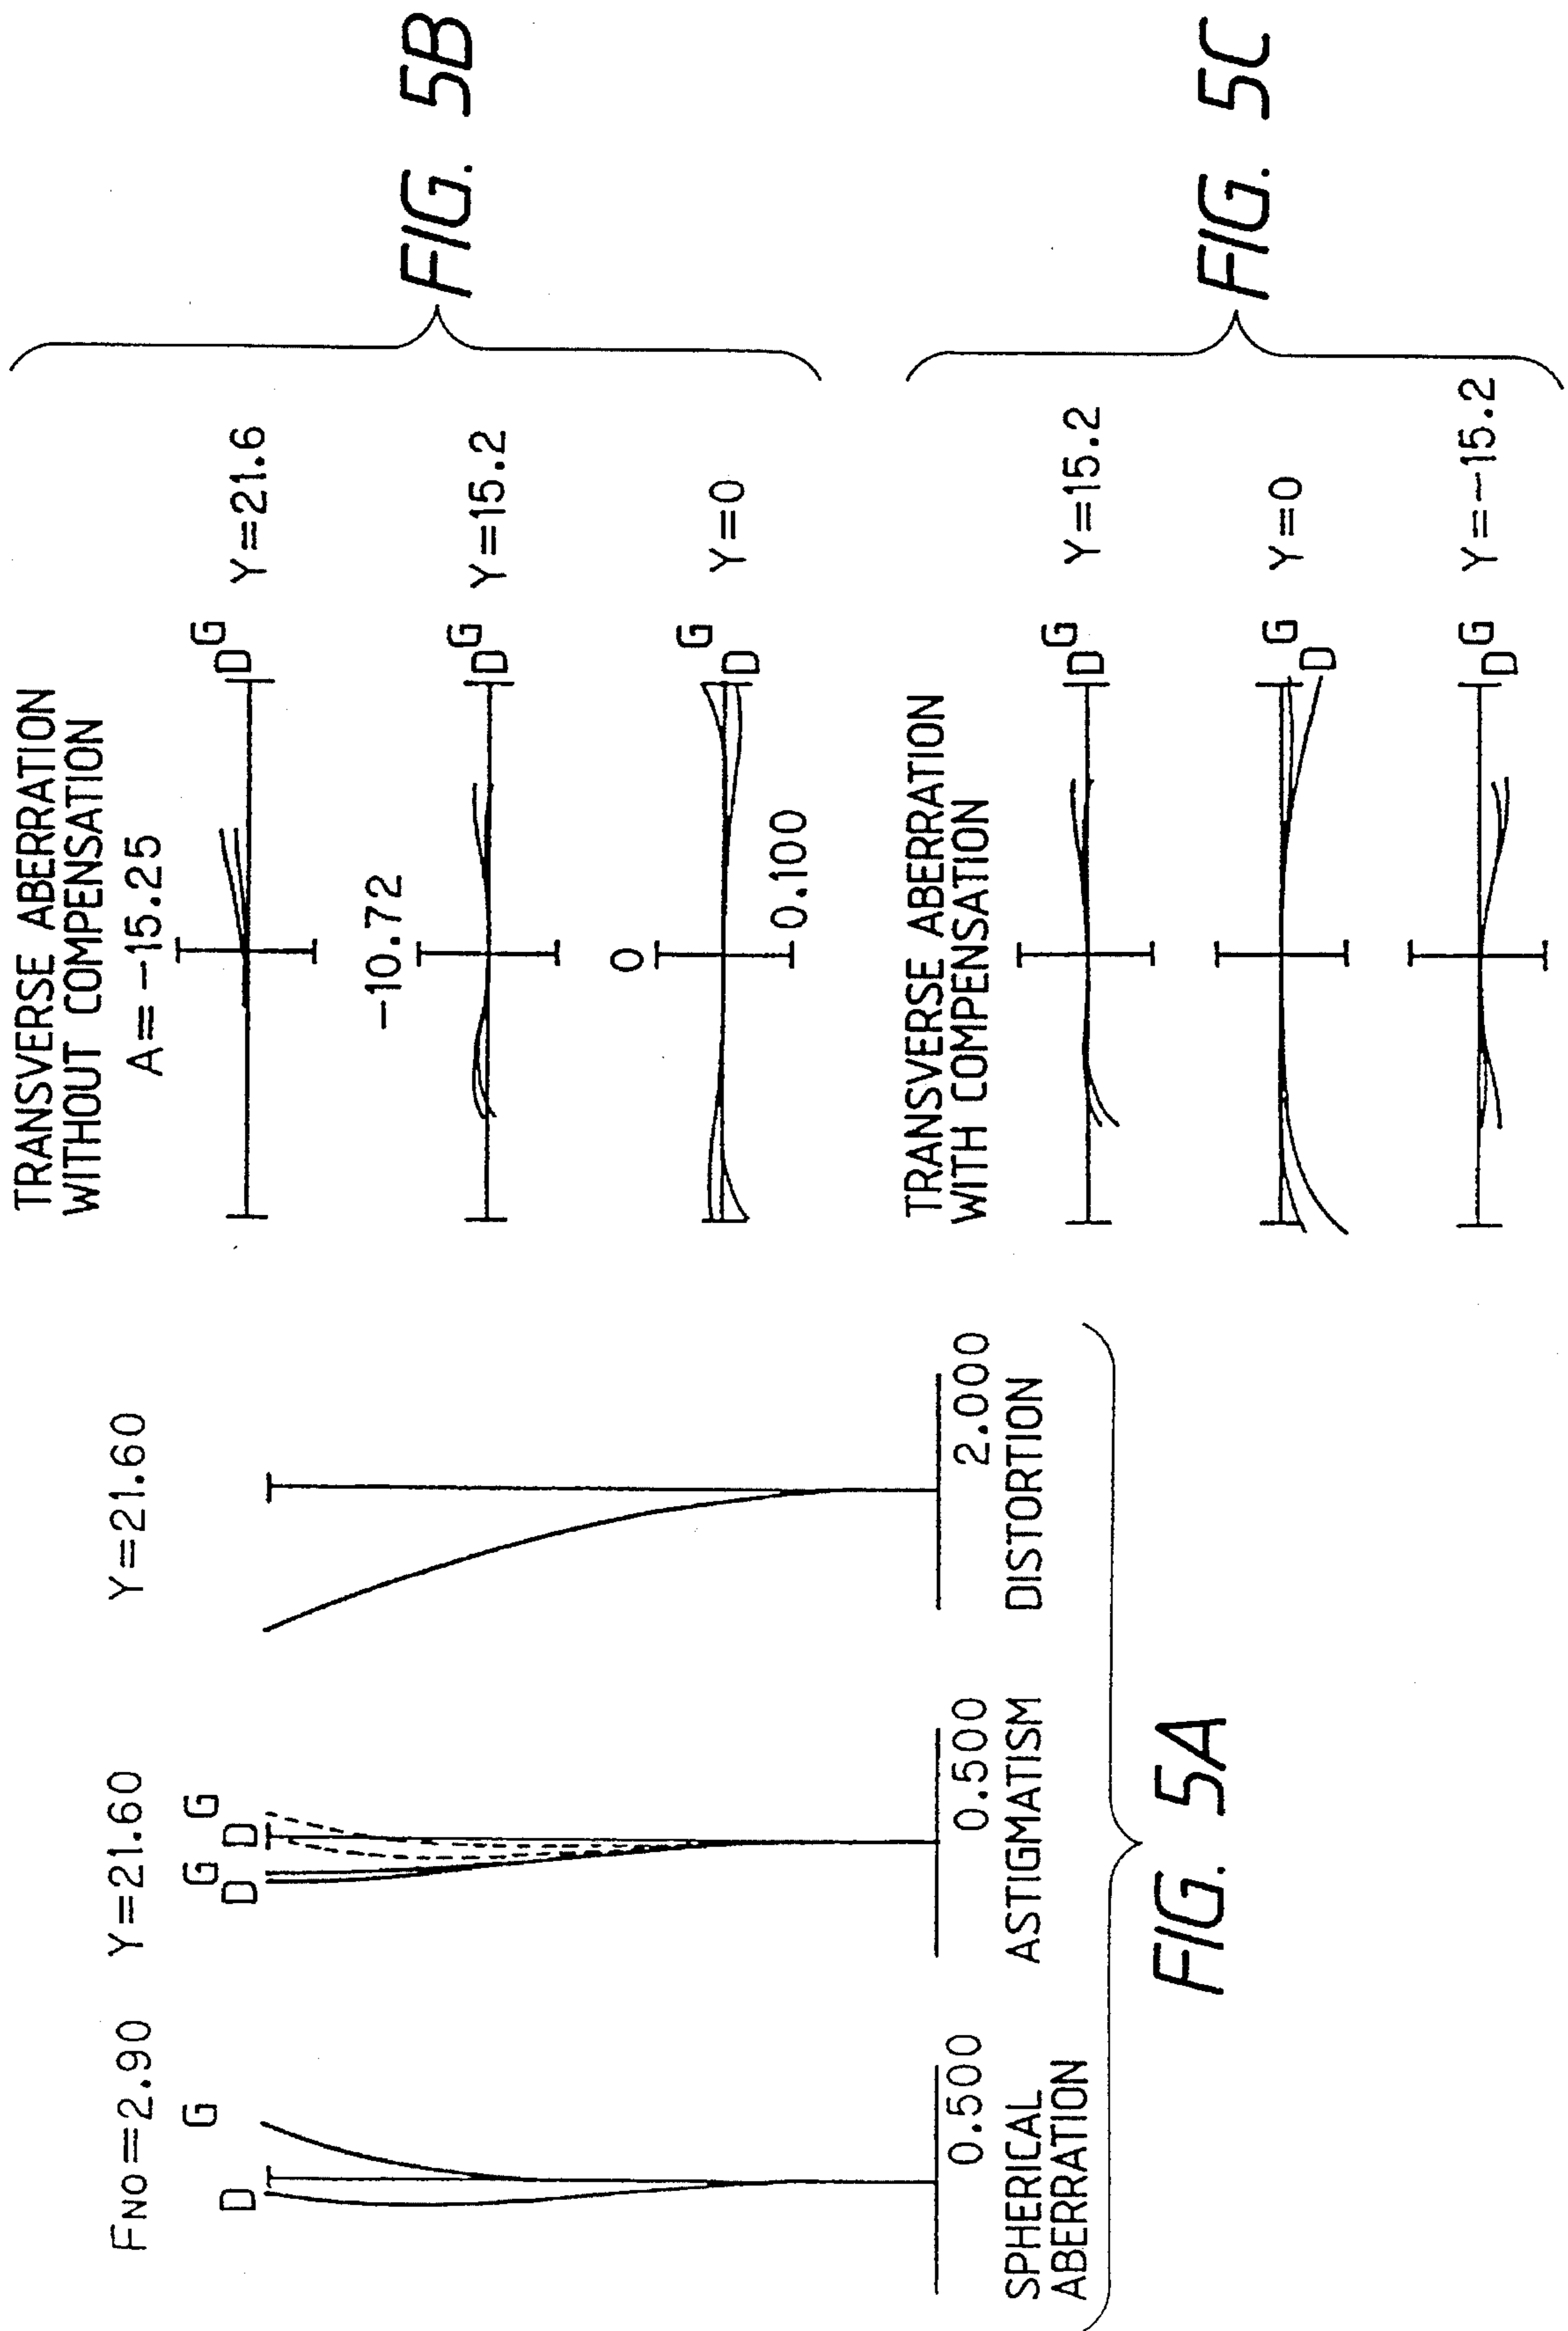 FNO=2.90
G
D
0.500
SPHERICAL
ABERRATION
Y=21.60
G
G
D
D
0.500
ASTIGMATISM
Y=21.60
2.000
DISTORTION
FIG. 5A
TRANSVERSE ABERRATION
WITHOUT COMPENSATION
A=-15.25
G
D
Y=21.6
-10.72
G
D
Y=15.2
0
G
D
Y=0
0.100
FIG. 5B
TRANSVERSE ABERRATION
WITH COMPENSATION
G
D
Y=15.2
G
D
Y=0
G
D
Y=-15.2
FIG. 5C